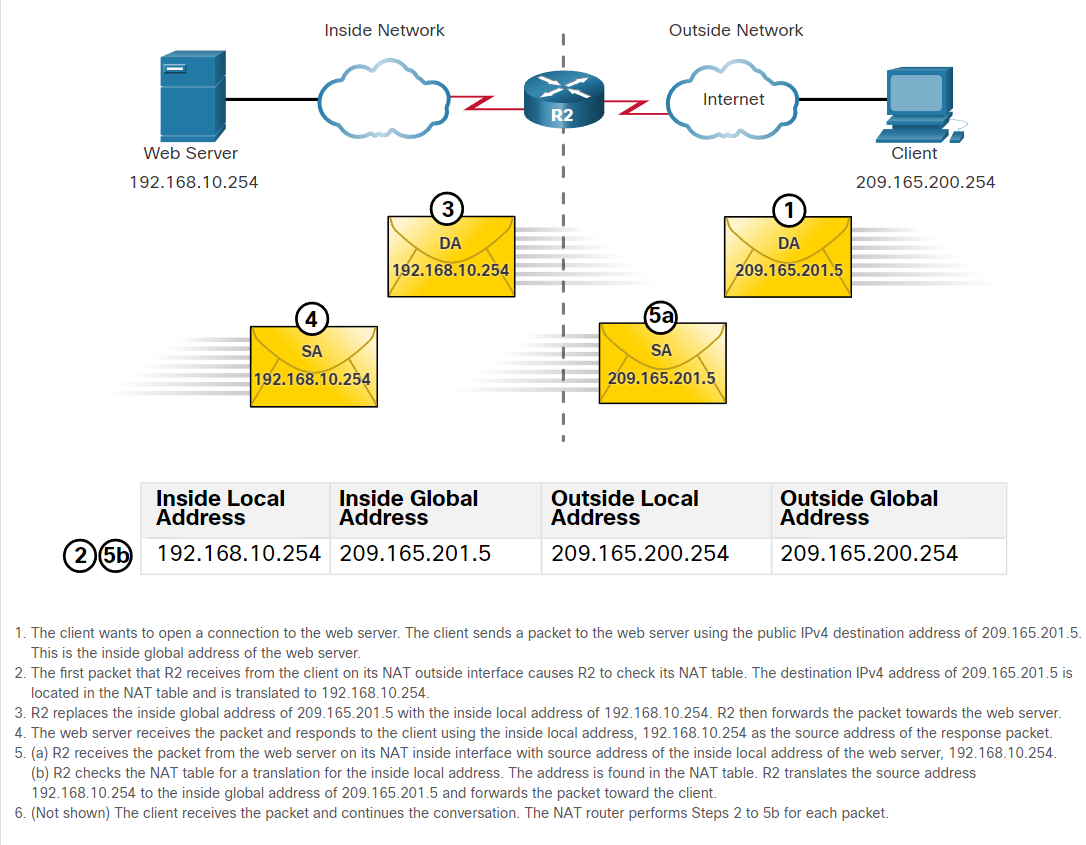 Inside Network
Outside Network
R2
Internet
Web Server
192.168.10.254
Client
209.165.200.254
3
DA
192.168.10.254
1
DA
209.165.201.5
4
SA
192.168.10.254
5a
SA
209.165.201.5
Inside Local Address
Inside Global Address
Outside Local Address
Outside Global Address
2 5b
192.168.10.254
209.165.201.5
209.165.200.254
209.165.200.254
1. The client wants to open a connection to the web server. The client sends a packet to the web server using the public IPv4 destination address of 209.165.201.5.
This is the inside global address of the web server.
2. The first packet that R2 receives from the client on its NAT outside interface causes R2 to check its NAT table. The destination IPv4 address of 209.165.201.5 is
located in the NAT table and is translated to 192.168.10.254.
3. R2 replaces the inside global address of 209.165.201.5 with the inside local address of 192.168.10.254. R2 then forwards the packet towards the web server.
4. The web server receives the packet and responds to the client using the inside local address, 192.168.10.254 as the source address of the response packet.
5. (a) R2 receives the packet from the web server on its NAT inside interface with source address of the inside local address of the web server, 192.168.10.254.
(b) R2 checks the NAT table for a translation for the inside local address. The address is found in the NAT table. R2 translates the source address
192.168.10.254 to the inside global address of 209.165.201.5 and forwards the packet toward the client.
6. (Not shown) The client receives the packet and continues the conversation. The NAT router performs Steps 2 to 5b for each packet.